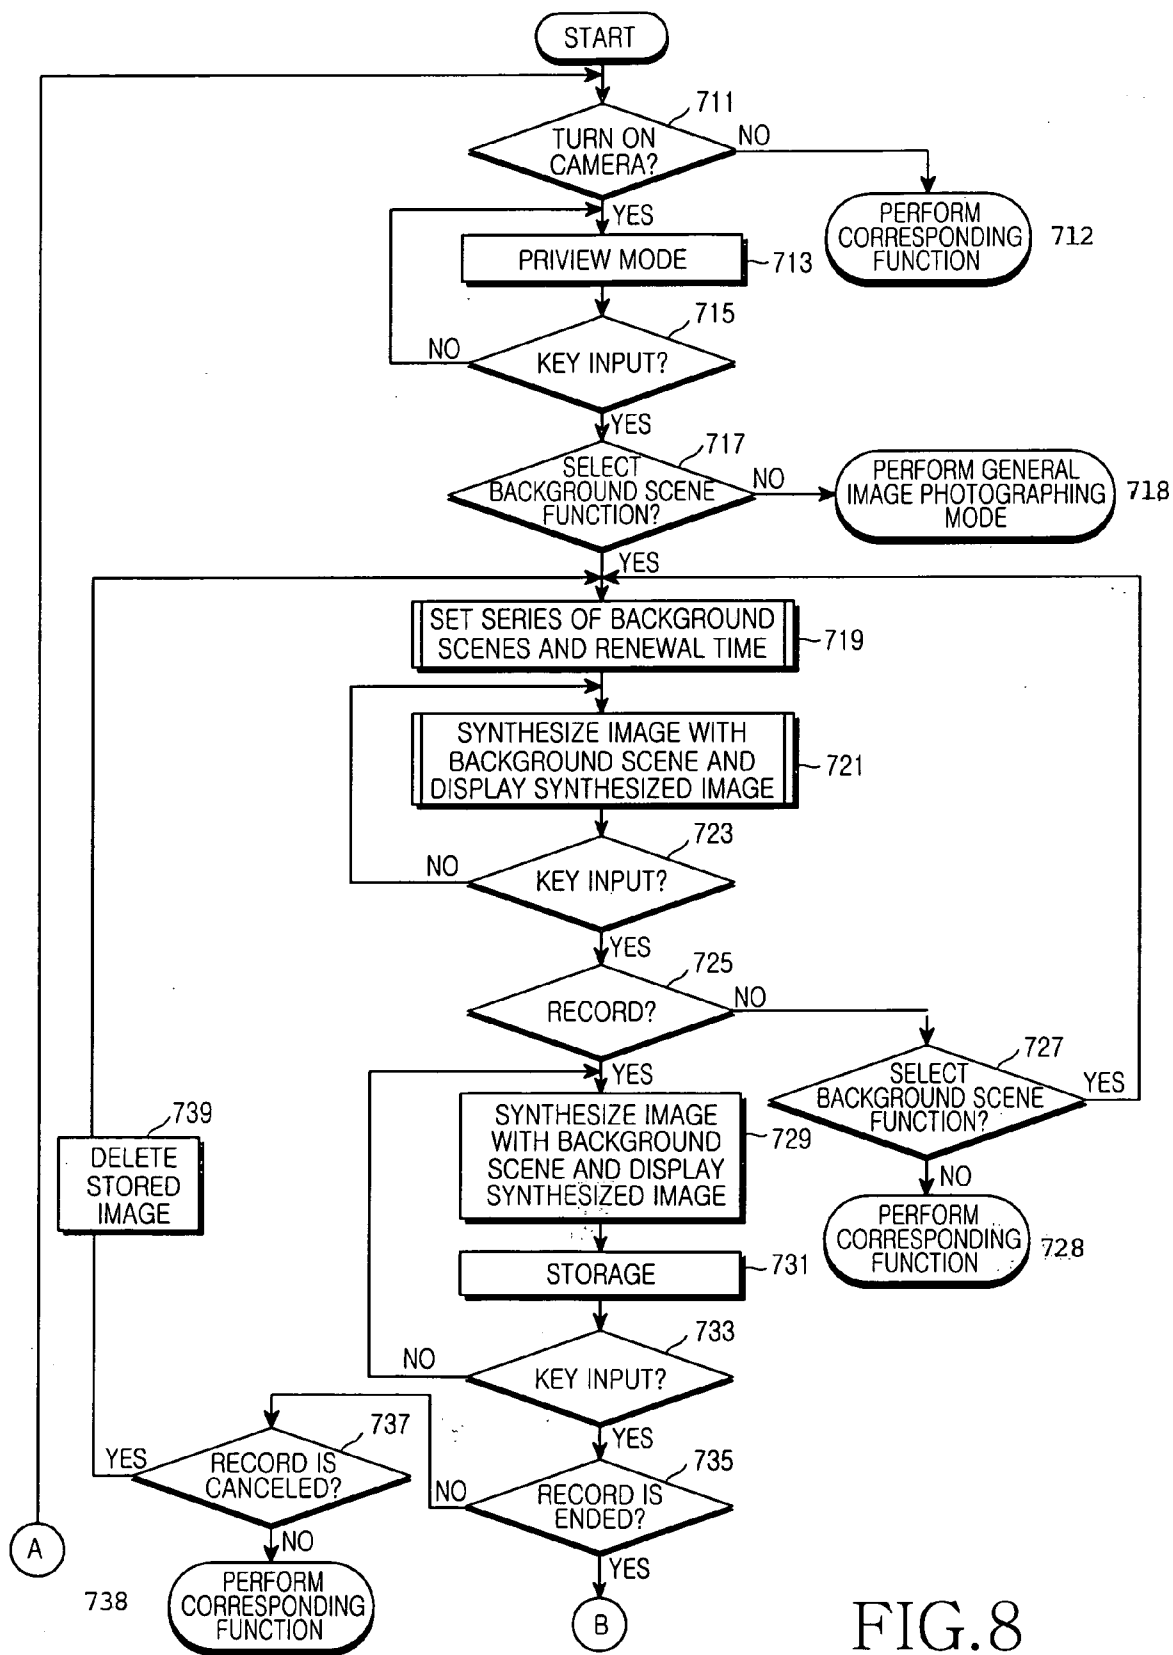 START
711
TURN ON
CAMERA?
NO
YES
PERFORM
CORRESPONDING
FUNCTION
712
PRIVIEW MODE
713
715
KEY INPUT?
NO
YES
717
SELECT
BACKGROUND SCENE
FUNCTION?
NO
PERFORM GENERAL
IMAGE PHOTOGRAPHING
MODE
718
YES
SET SERIES OF BACKGROUND
SCENES AND RENEWAL TIME
719
SYNTHESIZE IMAGE WITH
BACKGROUND SCENE AND
DISPLAY SYNTHESIZED IMAGE
721
723
NO
KEY INPUT?
YES
725
RECORD?
NO
YES
727
SELECT
BACKGROUND SCENE
FUNCTION?
YES
NO
PERFORM
CORRESPONDING
FUNCTION
728
739
DELETE
STORED
IMAGE
SYNTHESIZE IMAGE
WITH BACKGROUND
SCENE AND DISPLAY
SYNTHESIZED IMAGE
729
STORAGE
731
733
NO
KEY INPUT?
YES
735
RECORD IS
ENDED?
NO
YES
737
RECORD IS
CANCELED?
YES
NO
PERFORM
CORRESPONDING
FUNCTION
738
A
B
FIG.8